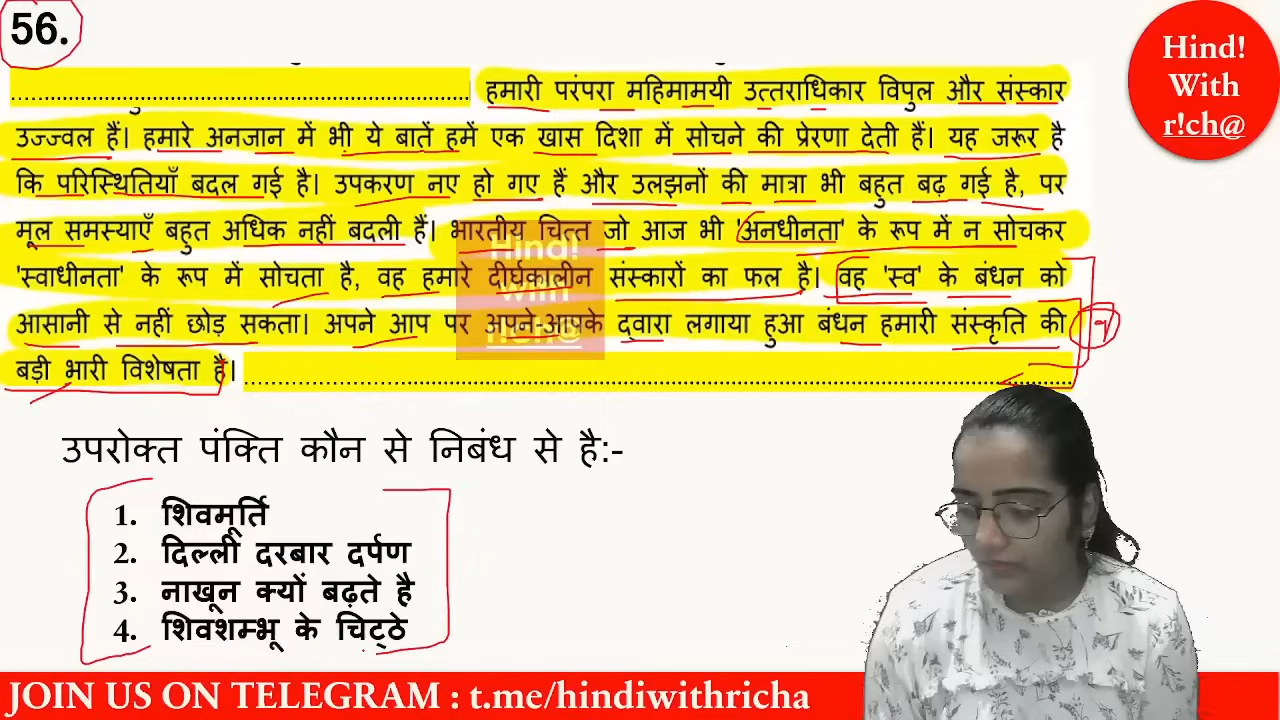 56.
Hind!
With
r!ch@
हमारी परंपरा महिमामयी उत्तराधिकार विपुल और संस्कार
उज्ज्वल हैं। हमारे अनजान में भी ये बातें हमें एक खास दिशा में सोचने की प्रेरणा देती हैं। यह जरूर है
कि परिस्थितियाँ बदल गई है। उपकरण नए हो गए हैं और उलझनों की मात्रा भी बहुत बढ़ गई है, पर
मूल समस्याएँ बहुत अधिक नहीं बदली हैं। भारतीय चित्त जो आज भी 'अनधीनता' के रूप में न सोचकर
'स्वाधीनता' के रूप में सोचता है, वह हमारे दीर्घकालीन संस्कारों का फल है। वह 'स्व' के बंधन को
आसानी से नहीं छोड़ सकता। अपने आप पर अपने-आपके द्वारा लगाया हुआ बंधन हमारी संस्कृति की
बड़ी भारी विशेषता है।
Hind!
With
r!ch@
उपरोक्त पंक्ति कौन से निबंध से है:-
1. शिवमूर्ति
2. दिल्ली दरबार दर्पण
3. नाखून क्यों बढ़ते है
4. शिवशम्भू के चिट्ठे
JOIN US ON TELEGRAM : t.me/hindiwithricha